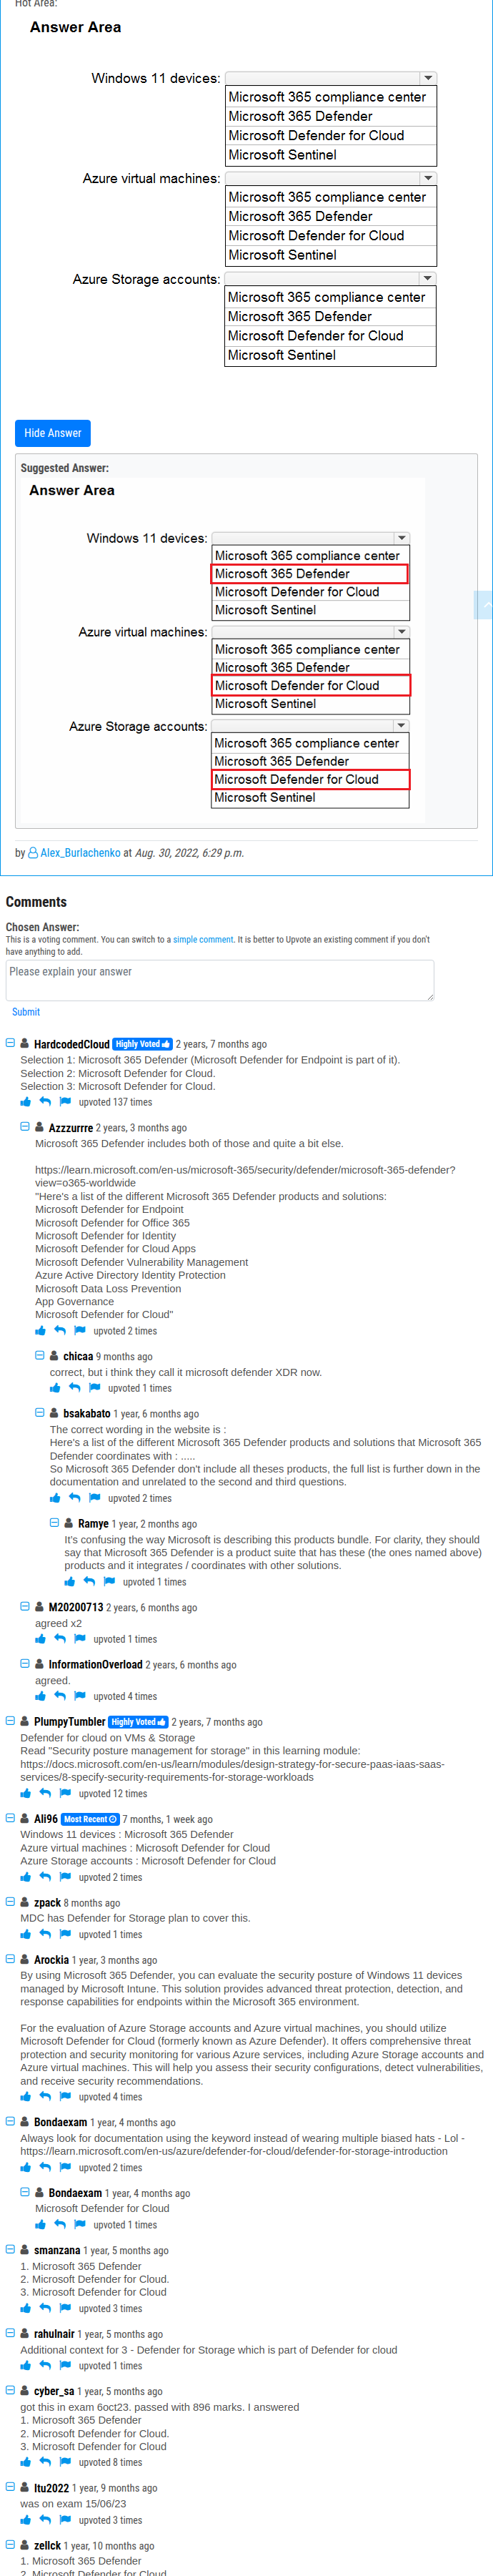 Hot Area:
Answer Area
Windows 11 devices:
Microsoft 365 compliance center
Microsoft 365 Defender
Microsoft Defender for Cloud
Microsoft Sentinel
Azure virtual machines:
Microsoft 365 compliance center
Microsoft 365 Defender
Microsoft Defender for Cloud
Microsoft Sentinel
Azure Storage accounts:
Microsoft 365 compliance center
Microsoft 365 Defender
Microsoft Defender for Cloud
Microsoft Sentinel
Hide Answer
Suggested Answer:
Answer Area
Windows 11 devices:
Microsoft 365 compliance center
Microsoft 365 Defender
Microsoft Defender for Cloud
Microsoft Sentinel
Azure virtual machines:
Microsoft 365 compliance center
Microsoft 365 Defender
Microsoft Defender for Cloud
Microsoft Sentinel
Azure Storage accounts:
Microsoft 365 compliance center
Microsoft 365 Defender
Microsoft Defender for Cloud
Microsoft Sentinel
by Alex_Burlachenko at Aug. 30, 2022, 6:29 p.m.
Comments
Chosen Answer:
This is a voting comment. You can switch to a simple comment. It is better to Upvote an existing comment if you don't
have anything to add.
Please explain your answer
Submit
HardcodedCloud Highly Voted 2 years, 7 months ago
Selection 1: Microsoft 365 Defender (Microsoft Defender for Endpoint is part of it).
Selection 2: Microsoft Defender for Cloud.
Selection 3: Microsoft Defender for Cloud.
upvoted 137 times
Azzzurrre 2 years, 3 months ago
Microsoft 365 Defender includes both of those and quite a bit else.
https://learn.microsoft.com/en-us/microsoft-365/security/defender/microsoft-365-defender?
view=o365-worldwide
"Here's a list of the different Microsoft 365 Defender products and solutions:
Microsoft Defender for Endpoint
Microsoft Defender for Office 365
Microsoft Defender for Identity
Microsoft Defender for Cloud Apps
Microsoft Defender Vulnerability Management
Azure Active Directory Identity Protection
Microsoft Data Loss Prevention
App Governance
Microsoft Defender for Cloud"
upvoted 2 times
chicaa 9 months ago
correct, but i think they call it microsoft defender XDR now.
upvoted 1 times
bsakabato 1 year, 6 months ago
The correct wording in the website is :
Here's a list of the different Microsoft 365 Defender products and solutions that Microsoft 365
Defender coordinates with : .....
So Microsoft 365 Defender don't include all theses products, the full list is further down in the
documentation and unrelated to the second and third questions.
upvoted 2 times
Ramye 1 year, 2 months ago
It's confusing the way Microsoft is describing this products bundle. For clarity, they should
say that Microsoft 365 Defender is a product suite that has these (the ones named above)
products and it integrates / coordinates with other solutions.
upvoted 1 times
M20200713 2 years, 6 months ago
agreed x2
upvoted 1 times
InformationOverload 2 years, 6 months ago
agreed.
upvoted 4 times
PlumpyTumbler Highly Voted 2 years, 7 months ago
Defender for cloud on VMs & Storage
Read "Security posture management for storage" in this learning module:
https://docs.microsoft.com/en-us/learn/modules/design-strategy-for-secure-paas-iaas-saas-
services/8-specify-security-requirements-for-storage-workloads
upvoted 12 times
Ali96 Most Recent 7 months, 1 week ago
Windows 11 devices : Microsoft 365 Defender
Azure virtual machines : Microsoft Defender for Cloud
Azure Storage accounts : Microsoft Defender for Cloud
upvoted 2 times
zpack 8 months ago
MDC has Defender for Storage plan to cover this.
upvoted 1 times
Arockia 1 year, 3 months ago
By using Microsoft 365 Defender, you can evaluate the security posture of Windows 11 devices
managed by Microsoft Intune. This solution provides advanced threat protection, detection, and
response capabilities for endpoints within the Microsoft 365 environment.
For the evaluation of Azure Storage accounts and Azure virtual machines, you should utilize
Microsoft Defender for Cloud (formerly known as Azure Defender). It offers comprehensive threat
protection and security monitoring for various Azure services, including Azure Storage accounts and
Azure virtual machines. This will help you assess their security configurations, detect vulnerabilities,
and receive security recommendations.
upvoted 4 times
Bondaexam 1 year, 4 months ago
Always look for documentation using the keyword instead of wearing multiple biased hats - Lol -
https://learn.microsoft.com/en-us/azure/defender-for-cloud/defender-for-storage-introduction
upvoted 2 times
Bondaexam 1 year, 4 months ago
Microsoft Defender for Cloud
upvoted 1 times
smanzana 1 year, 5 months ago
1. Microsoft 365 Defender
2. Microsoft Defender for Cloud.
3. Microsoft Defender for Cloud
upvoted 3 times
rahulnair 1 year, 5 months ago
Additional context for 3 - Defender for Storage which is part of Defender for cloud
upvoted 1 times
cyber_sa 1 year, 5 months ago
got this in exam 6oct23. passed with 896 marks. I answered
1. Microsoft 365 Defender
2. Microsoft Defender for Cloud.
3. Microsoft Defender for Cloud
upvoted 8 times
Itu2022 1 year, 9 months ago
was on exam 15/06/23
upvoted 3 times
zellck 1 year, 10 months ago
1. Microsoft 365 Defender
2. Microsoft Defender for Cloud